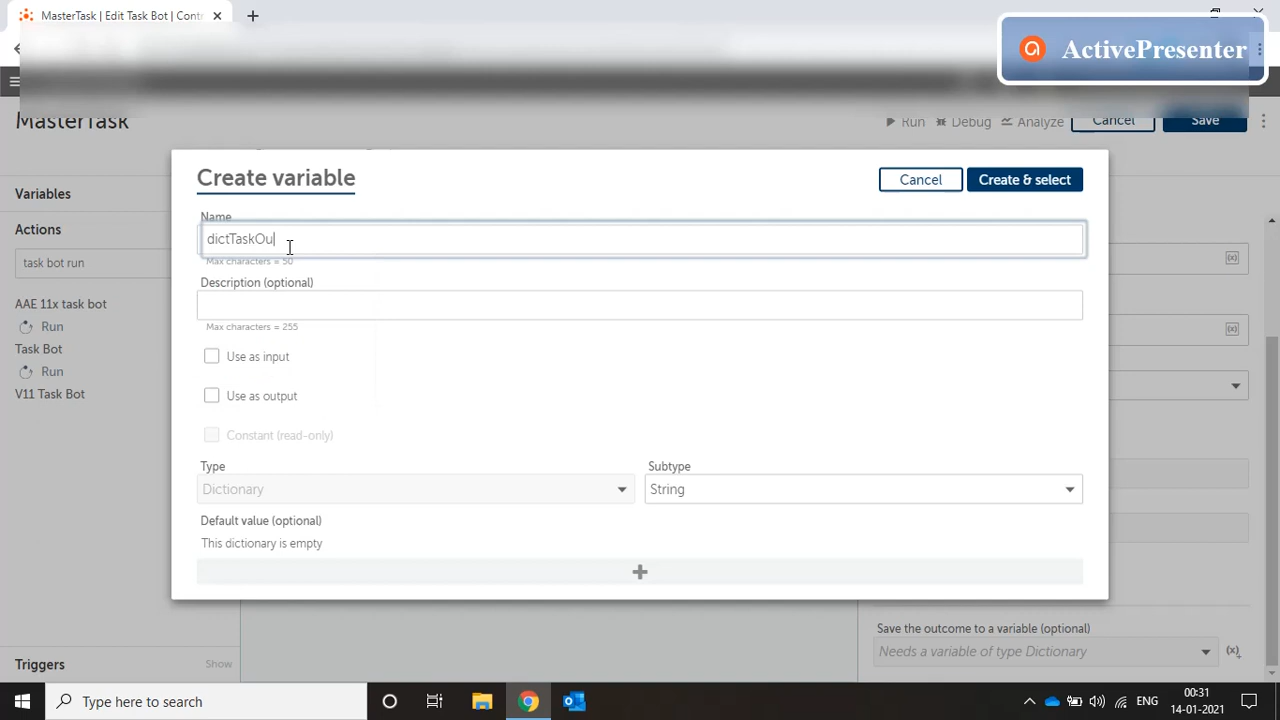 MasterTask | Edit Task Bot | Contr
ActivePresenter
MasterTask
Run
Debug
Analyze
Cancel
Save
Variables
Actions
task bot run
AAE 11x task bot
Run
Task Bot
Run
V11 Task Bot
Triggers
Show
Create variable
Cancel
Create & select
Name
dictTaskOu
Max characters = 50
Description (optional)
Max characters = 255
Use as input
Use as output
Constant (read-only)
Type
Subtype
Dictionary
String
Default value (optional)
This dictionary is empty
Save the outcome to a variable (optional)
Needs a variable of type Dictionary
Type here to search
ENG
00:31
14-01-2021